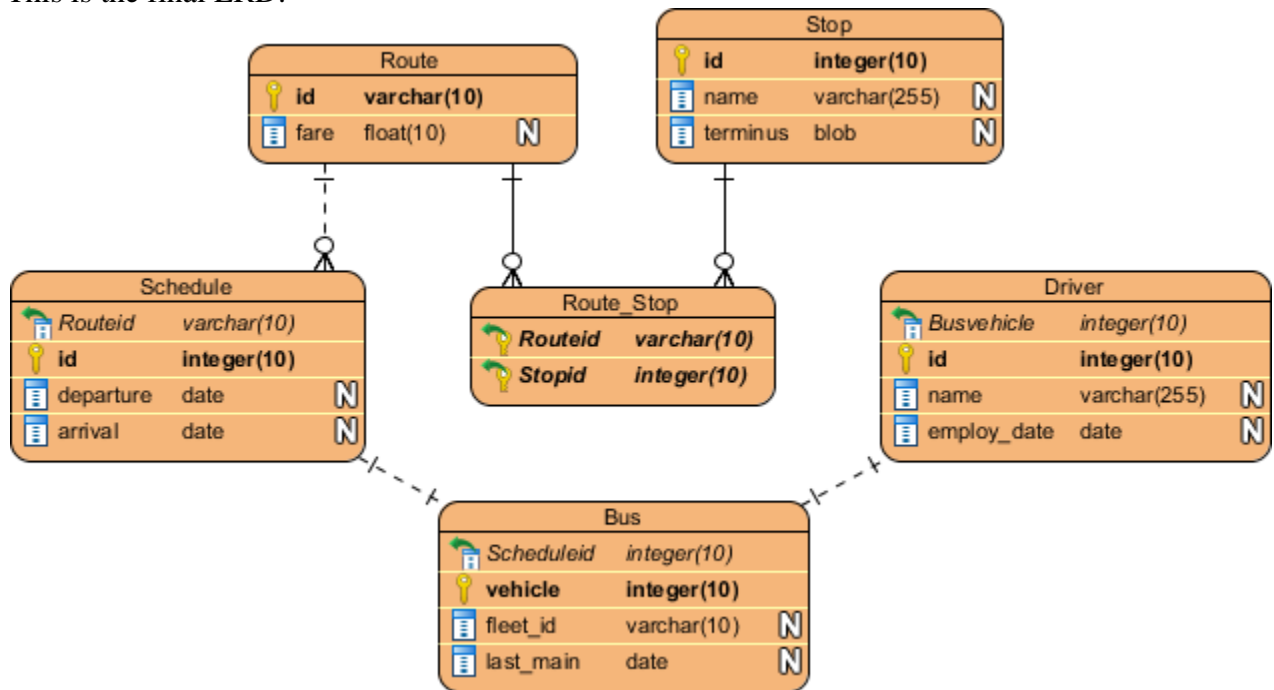 This is the final ERD:
Route
id varchar(10)
fare float(10) N
Stop
id integer(10)
name varchar(255) N
terminus blob N
Schedule
Routeid varchar(10)
id integer(10)
departure date N
arrival date N
Route_Stop
Routeid varchar(10)
Stopid integer(10)
Driver
Busvehicle integer(10)
id integer(10)
name varchar(255) N
employ_date date N
Bus
Scheduleid integer(10)
vehicle integer(10)
fleet_id varchar(10) N
last_main date N